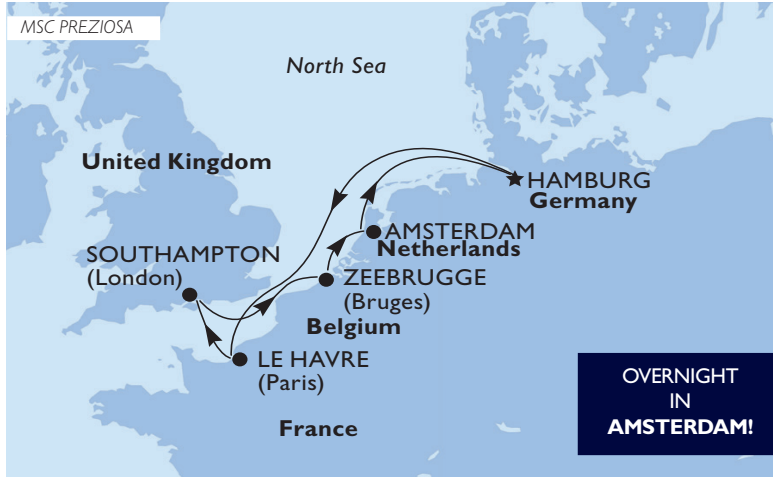 MSC PREZIOSA
North Sea
United Kingdom
HAMBURG
Germany
AMSTERDAM
Netherlands
SOUTHAMPTON
(London)
ZEEBRUGGE
(Bruges)
Belgium
LE HAVRE
(Paris)
France
OVERNIGHT
IN
AMSTERDAM!